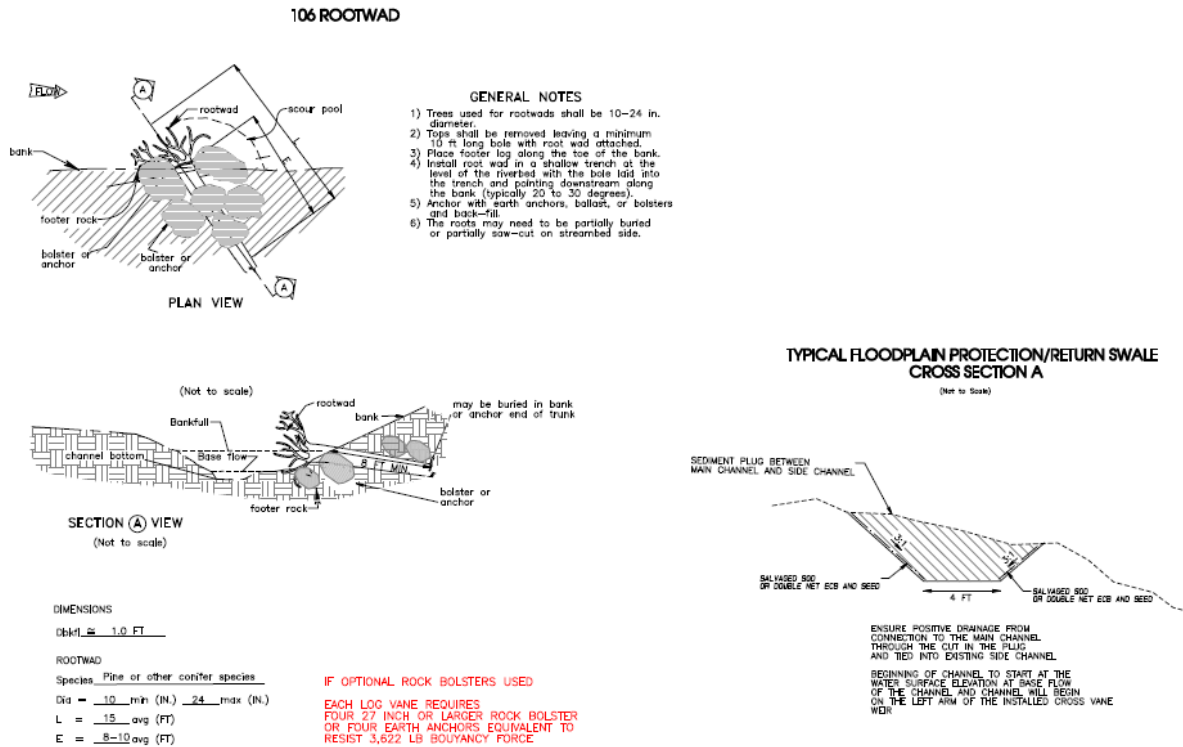 106 ROOTWAD
FLOW
A
rootwad
scour pool
bank
L
E
footer rock
bolster or
anchor
bolster or
anchor
A
PLAN VIEW
GENERAL NOTES
1) Trees used for rootwads shall be 10-24 in.
diameter.
2) Tops shall be removed leaving a minimum
10 ft long bole with root wad attached.
3) Place footer log along the toe of the bank.
4) Install root wad in a shallow trench at the
level of the riverbed with the bole laid into
the trench and pointing downstream along
the bank (typically 20 to 30 degrees).
5) Anchor with earth anchors, ballast, or bolsters
and back-fill.
6) The roots may need to be partially buried
or partially saw-cut on streambed side.
(Not to scale)
rootwad
may be buried in bank
or anchor end of trunk
bank
Bankfull
channel bottom
Base flow
8 FT MIN.
bolster or
anchor
footer rock
SECTION A VIEW
(Not to scale)
TYPICAL FLOODPLAIN PROTECTION/RETURN SWALE
CROSS SECTION A
(Not to Scale)
SEDIMENT PLUG BETWEEN
MAIN CHANNEL AND SIDE CHANNEL
3:1
3:1
SALVAGED SOD
OR DOUBLE NET ECB AND SEED
4 FT
SALVAGED SOD
OR DOUBLE NET ECB AND SEED
ENSURE POSITIVE DRAINAGE FROM
CONNECTION TO THE MAIN CHANNEL
THROUGH THE CUT IN THE PLUG
AND TIED INTO EXISTING SIDE CHANNEL
BEGINNING OF CHANNEL TO START AT THE
WATER SURFACE ELEVATION AT BASE FLOW
OF THE CHANNEL AND CHANNEL WILL BEGIN
ON THE LEFT ARM OF THE INSTALLED CROSS VANE
WEIR
DIMENSIONS
Dbkfl ≅ 1.0 FT
ROOTWAD
Species Pine or other conifer species
Dia = 10 min (IN.) 24 max (IN.)
L = 15 avg (FT)
E = 8-10 avg (FT)
IF OPTIONAL ROCK BOLSTERS USED
EACH LOG VANE REQUIRES
FOUR 27 INCH OR LARGER ROCK BOLSTER
OR FOUR EARTH ANCHORS EQUIVALENT TO
RESIST 3,622 LB BOUYANCY FORCE